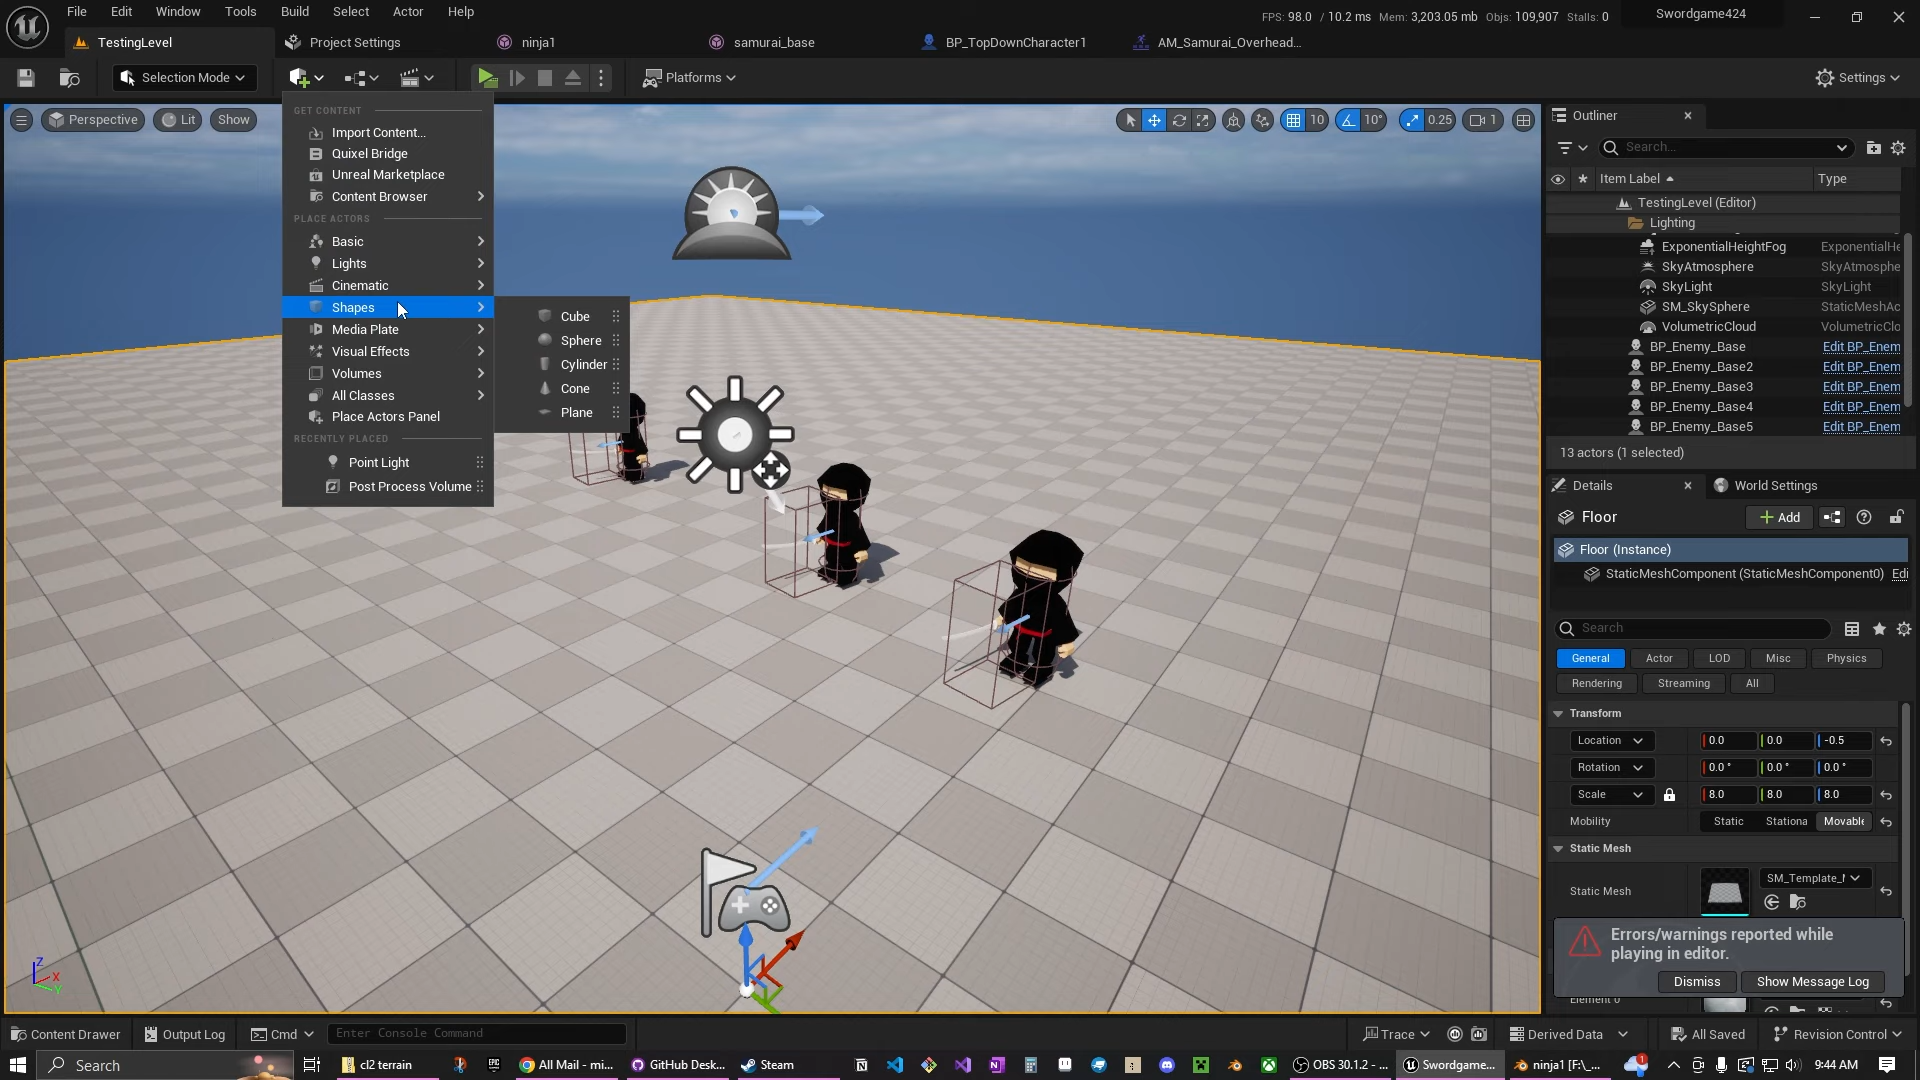 File Edit Window Tools Build Select Actor Help
FPS: 98.0 / 10.2 ms Mem: 3,203.05 mb Objs: 109,907 Stalls: 0
Swordgame424
TestingLevel
Project Settings
ninja1
samurai_base
BP_TopDownCharacter1
AM_Samurai_Overhead...
Selection Mode
Platforms
Settings
Perspective
Lit
Show
10
10°
0.25
1
GET CONTENT
Import Content...
Quixel Bridge
Unreal Marketplace
Content Browser
PLACE ACTORS
Basic
Lights
Cinematic
Shapes
Media Plate
Visual Effects
Volumes
All Classes
Place Actors Panel
RECENTLY PLACED
Point Light
Post Process Volume
Cube
Sphere
Cylinder
Cone
Plane
Outliner
Search...
Item Label Type
TestingLevel (Editor)
Lighting
ExponentialHeightFog ExponentialHe
SkyAtmosphere SkyAtmosphe
SkyLight SkyLight
SM_SkySphere StaticMeshAc
VolumetricCloud VolumetricClo
BP_Enemy_Base Edit BP_Enem
BP_Enemy_Base2 Edit BP_Enem
BP_Enemy_Base3 Edit BP_Enem
BP_Enemy_Base4 Edit BP_Enem
BP_Enemy_Base5 Edit BP_Enem
13 actors (1 selected)
Details
World Settings
Floor
Add
Floor (Instance)
StaticMeshComponent (StaticMeshComponent0) Edi
Search
General Actor LOD Misc Physics
Rendering Streaming All
Transform
Location 0.0 0.0 -0.5
Rotation 0.0 ° 0.0 ° 0.0 °
Scale 8.0 8.0 8.0
Mobility Static Stationa Movable
Static Mesh
Static Mesh SM_Template_
Errors/warnings reported while
playing in editor.
Dismiss
Show Message Log
Element 0
Z
X
Y
Content Drawer
Output Log
Cmd
Enter Console Command
Trace
Derived Data
All Saved
Revision Control
Search
cl2 terrain
EPIC
All Mail - mi...
GitHub Desk...
Steam
OBS 30.1.2 - ...
Swordgame...
ninja1 [F:\_...
1
9:44 AM